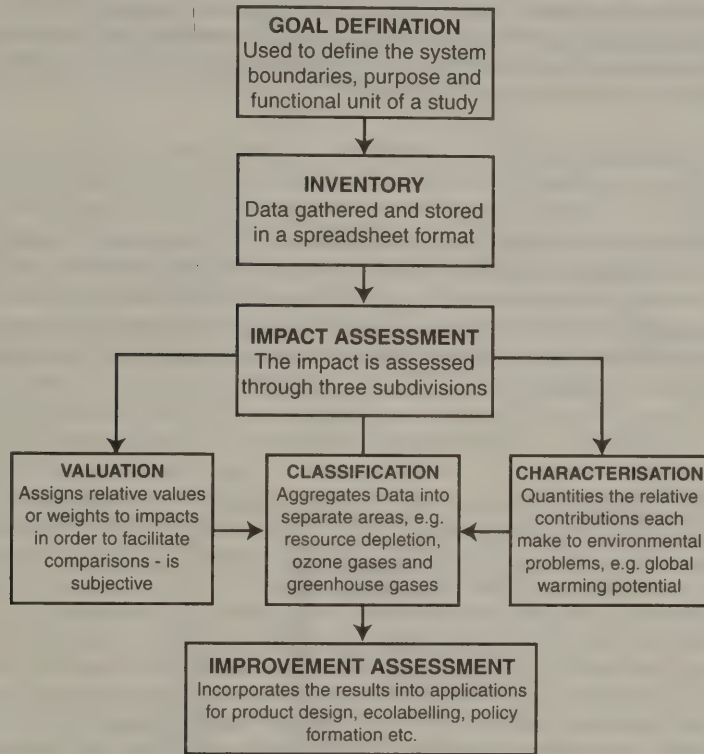 GOAL DEFINATION
Used to define the system
boundaries, purpose and
functional unit of a study
INVENTORY
Data gathered and stored
in a spreadsheet format
IMPACT ASSESSMENT
The impact is assessed
through three subdivisions
VALUATION
Assigns relative values
or weights to impacts
in order to facilitate
comparisons - is
subjective
CLASSIFICATION
Aggregates Data into
separate areas, e.g.
resource depletion,
ozone gases and
greenhouse gases
CHARACTERISATION
Quantities the relative
contributions each
make to environmental
problems, e.g. global
warming potential
IMPROVEMENT ASSESSMENT
Incorporates the results into applications
for product design, ecolabelling, policy
formation etc.